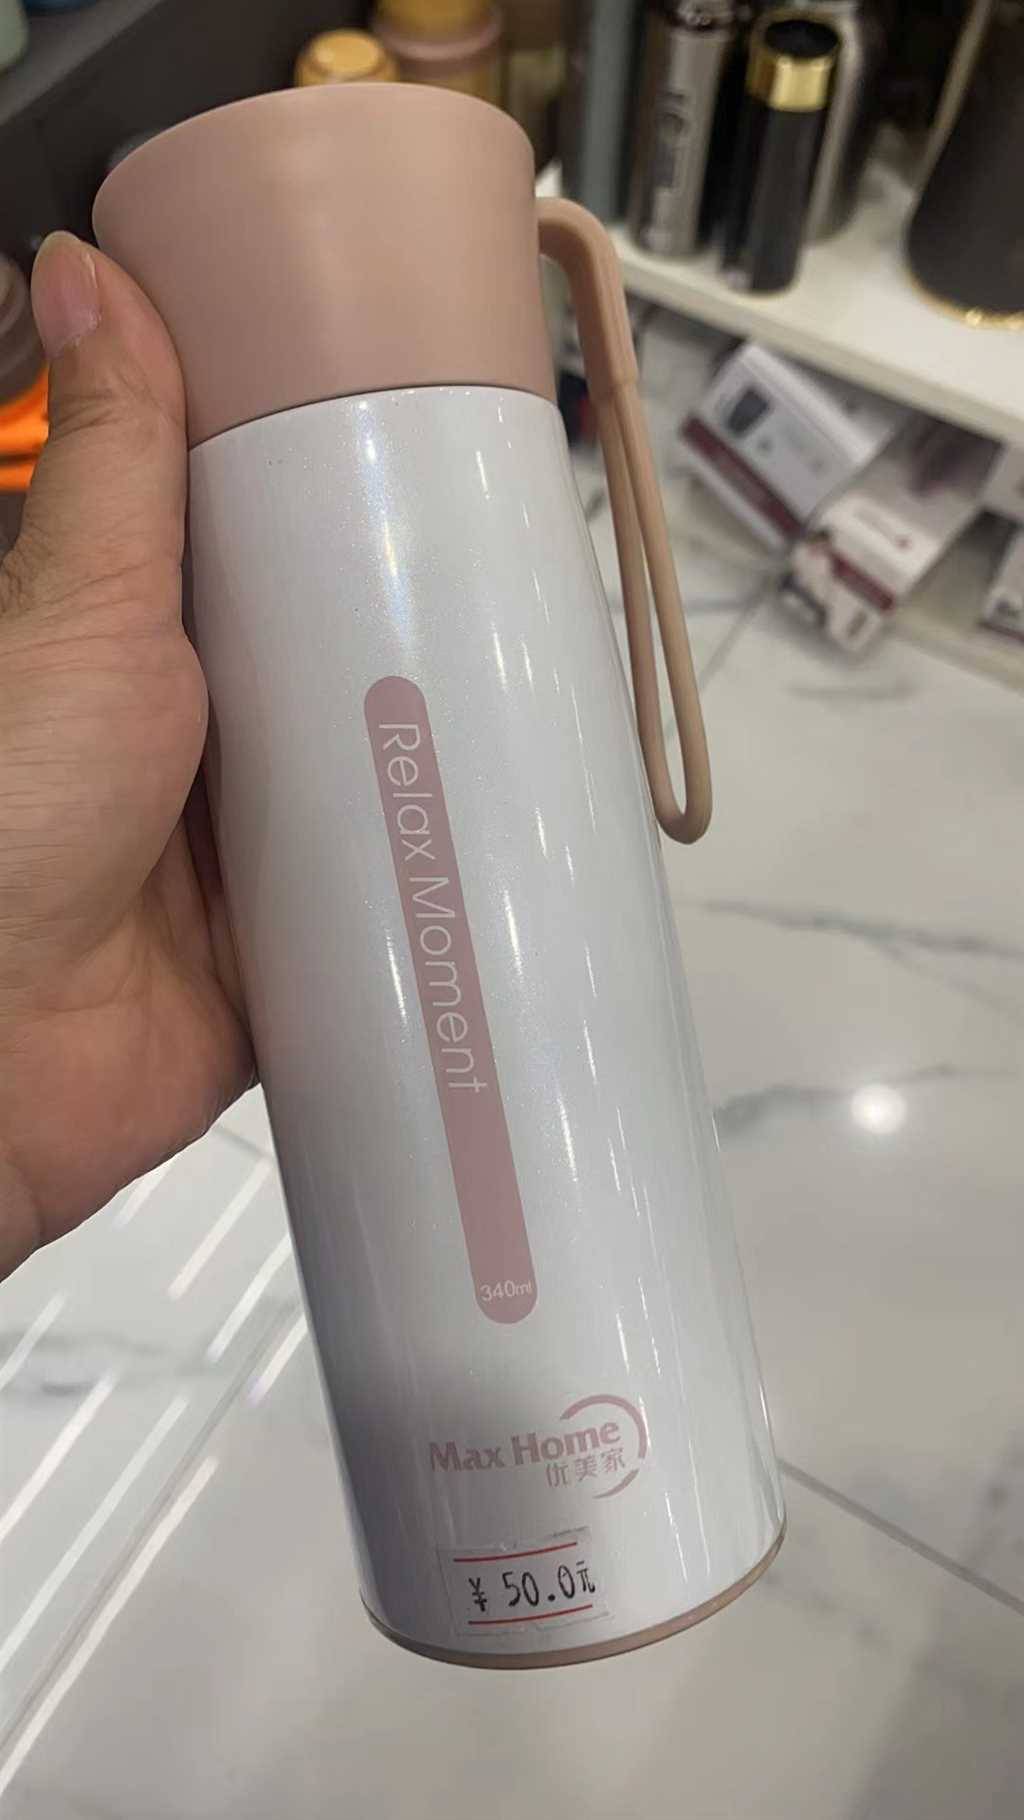 Relax Moment
340ml
Max Home
优美家
¥ 50.0元